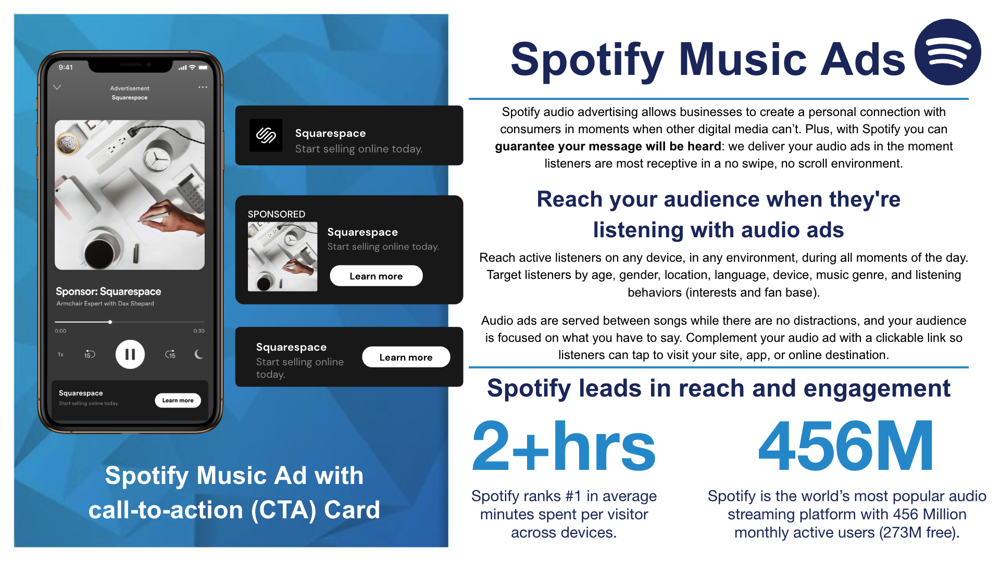 9:41
Advertisement
Squarespace
Sponsor: Squarespace
Armchair Expert with Dax Shepard
0:00
0:30
1x
15
15
Squarespace
Start selling online today.
Learn more
Squarespace
Start selling online today.
SPONSORED
Squarespace
Start selling online today.
Learn more
Squarespace
Start selling online
today.
Learn more
Spotify Music Ad with
call-to-action (CTA) Card
Spotify Music Ads
Spotify audio advertising allows businesses to create a personal connection with
consumers in moments when other digital media can’t. Plus, with Spotify you can
guarantee your message will be heard: we deliver your audio ads in the moment
listeners are most receptive in a no swipe, no scroll environment.
Reach your audience when they're
listening with audio ads
Reach active listeners on any device, in any environment, during all moments of the day.
Target listeners by age, gender, location, language, device, music genre, and listening
behaviors (interests and fan base).
Audio ads are served between songs while there are no distractions, and your audience
is focused on what you have to say. Complement your audio ad with a clickable link so
listeners can tap to visit your site, app, or online destination.
Spotify leads in reach and engagement
2+hrs
Spotify ranks #1 in average
minutes spent per visitor
across devices.
456M
Spotify is the world’s most popular audio
streaming platform with 456 Million
monthly active users (273M free).